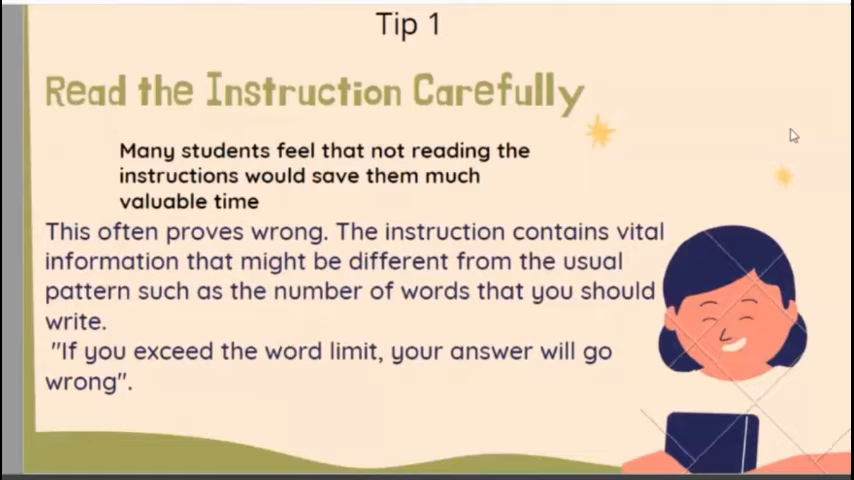 Tip 1
Read the Instruction Carefully
Many students feel that not reading the
instructions would save them much
valuable time
This often proves wrong. The instruction contains vital
information that might be different from the usual
pattern such as the number of words that you should
write.
"If you exceed the word limit, your answer will go
wrong".